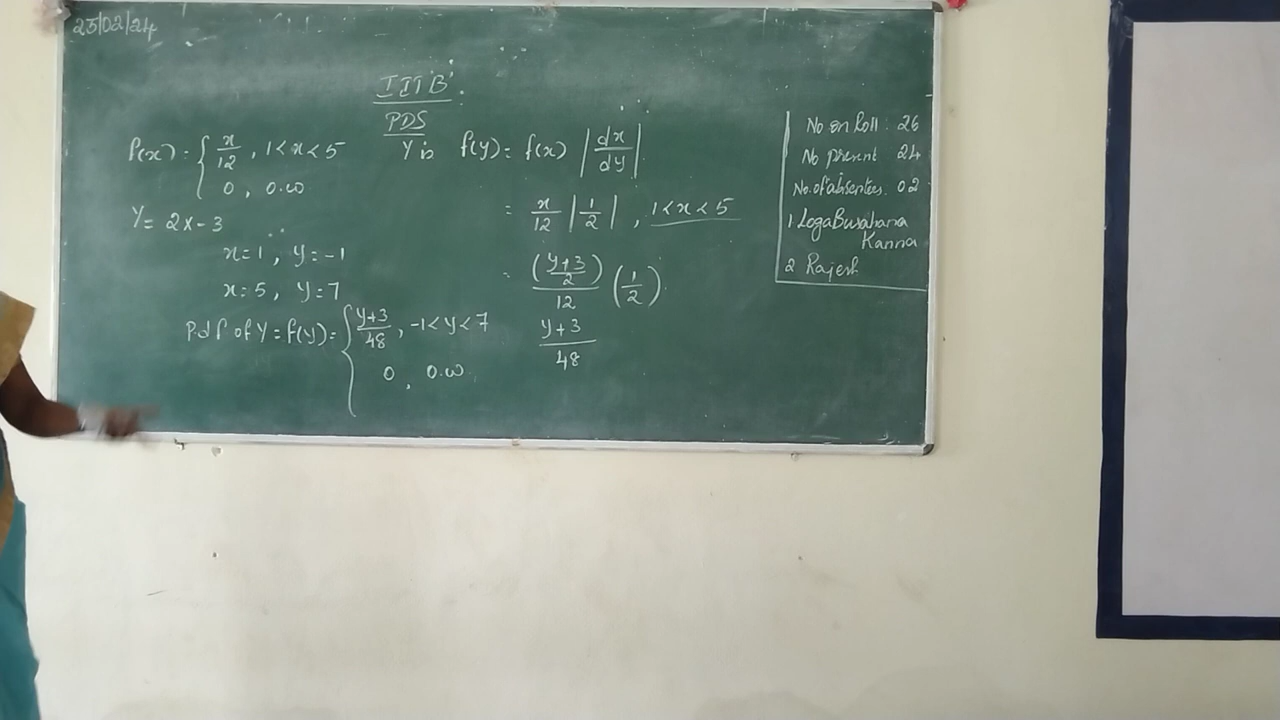 23/02/24
III 'B'
PDS
f(x) = { x/12 , 1 < x < 5
0 , o.w
Y = 2x - 3
x = 1 , y = -1
x = 5 , y = 7
Pdf of Y = f(y) = { y+3/48 , -1 < y < 7
0 , o.w
Y is f(y) = f(x) |dx/dy|
= x/12 |1/2| , 1 < x < 5
= (y+3/2)/12 (1/2)
y+3/48
No on Roll : 26
No present 24
No. of absentees. 02
1 Loga
Kanna
2 Rajesh